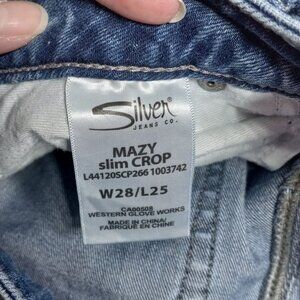 Silver
JEANS CO.
MAZY
slim CROP
L44120SCP266 1003742
W28/L25
CA00508
WESTERN GLOVE WORKS
MADE IN CHINA/
FABRIQUÉ EN CHINE